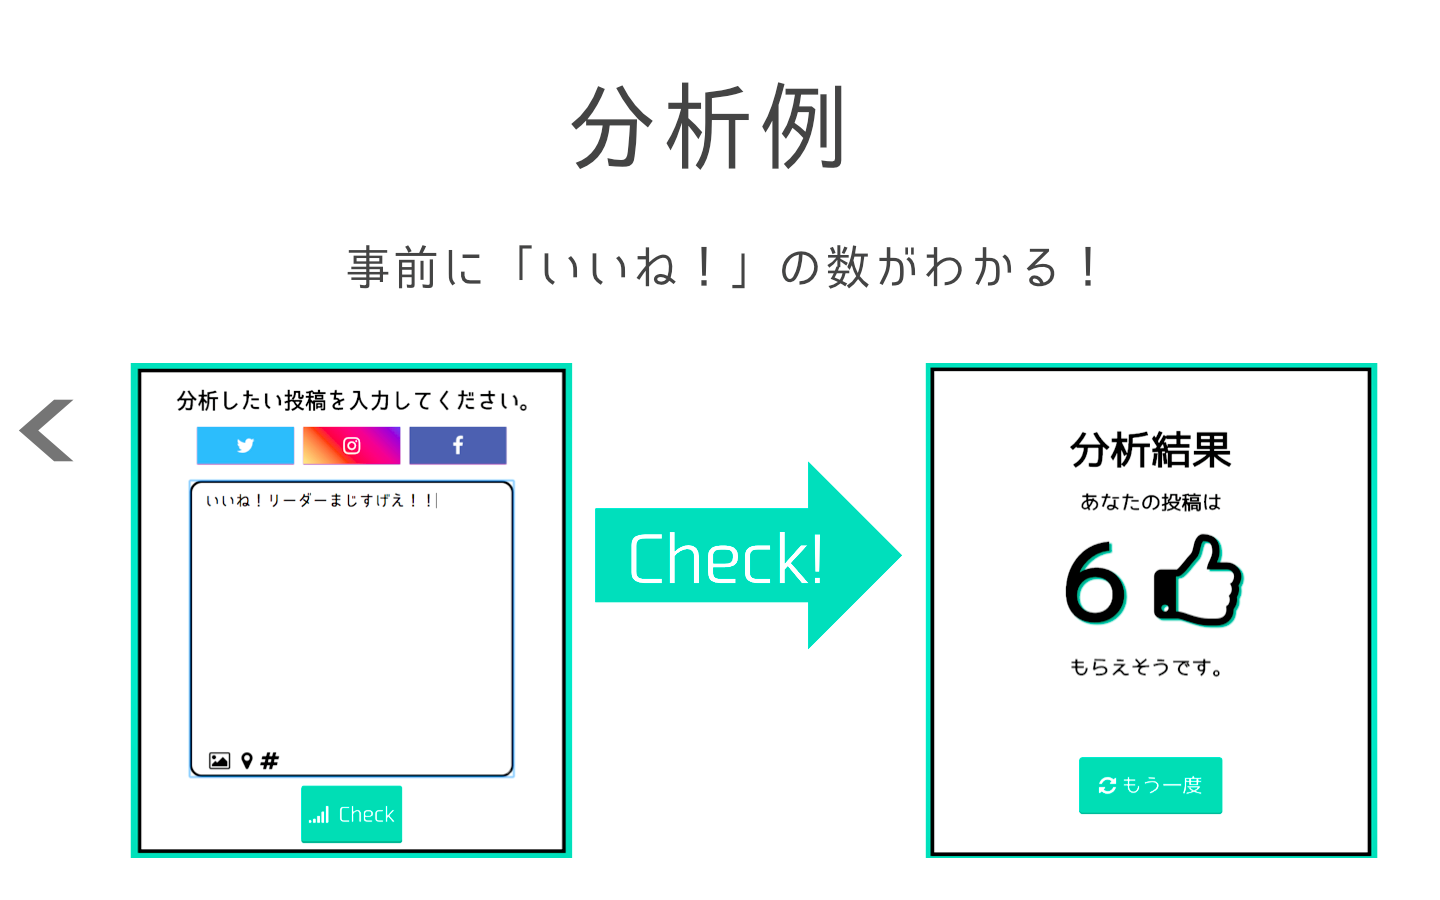 分析例
事前に「いいね！」の数がわかる！
分析したい投稿を入力してください。
いいね！リーダーまじすげえ！！
#
Check
Check!
分析結果
あなたの投稿は
6
もらえそうです。
もう一度